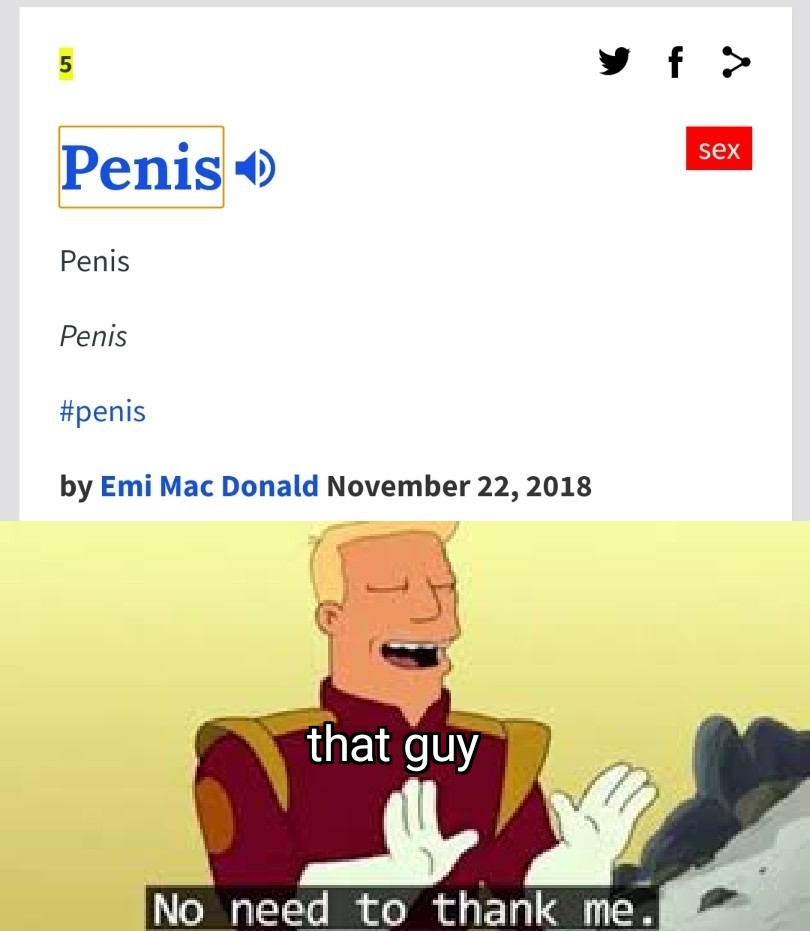 5
Penis
sex
Penis
Penis
#penis
by Emi Mac Donald November 22, 2018
that guy
No need to thank me.